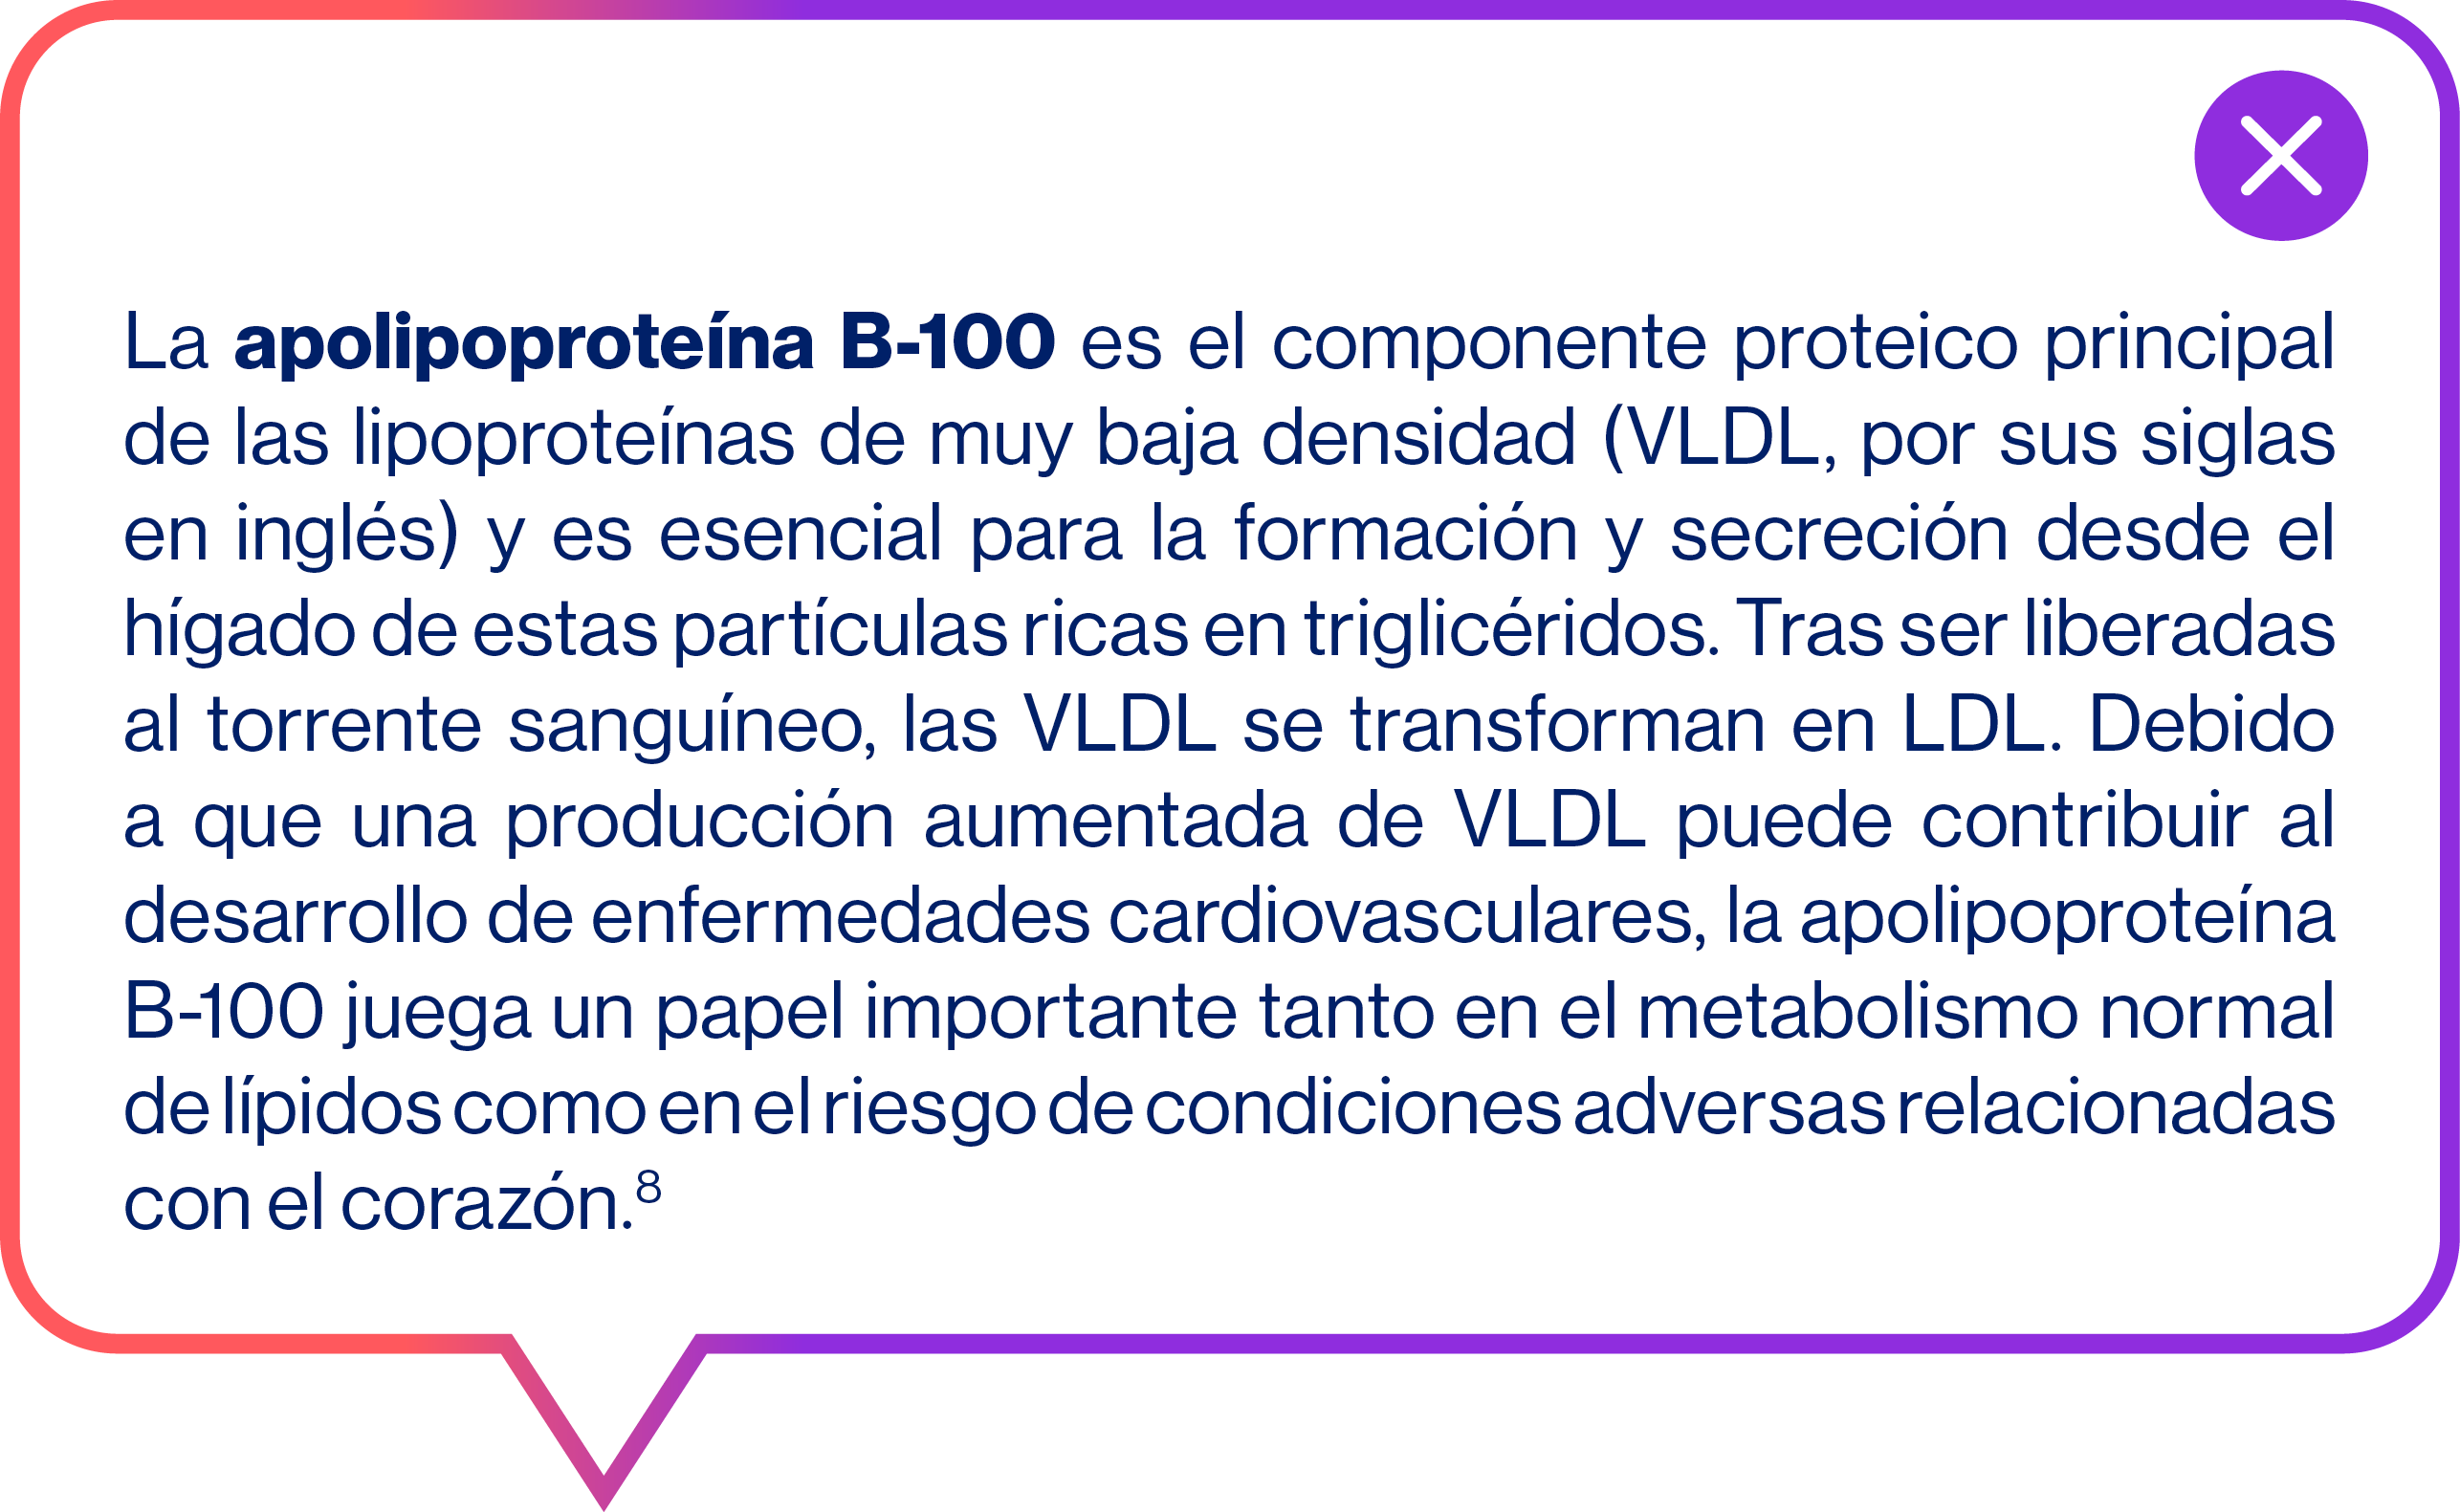 La apolipoproteína B-100 es el componente proteico principal
de las lipoproteínas de muy baja densidad (VLDL, por sus siglas
en inglés) y es esencial para la formación y secreción desde el
hígado de estas partículas ricas en triglicéridos. Tras ser liberadas
al torrente sanguíneo, las VLDL se transforman en LDL. Debido
a que una producción aumentada de VLDL puede contribuir al
desarrollo de enfermedades cardiovasculares, la apolipoproteína
B-100 juega un papel importante tanto en el metabolismo normal
de lípidos como en el riesgo de condiciones adversas relacionadas
con el corazón.⁸